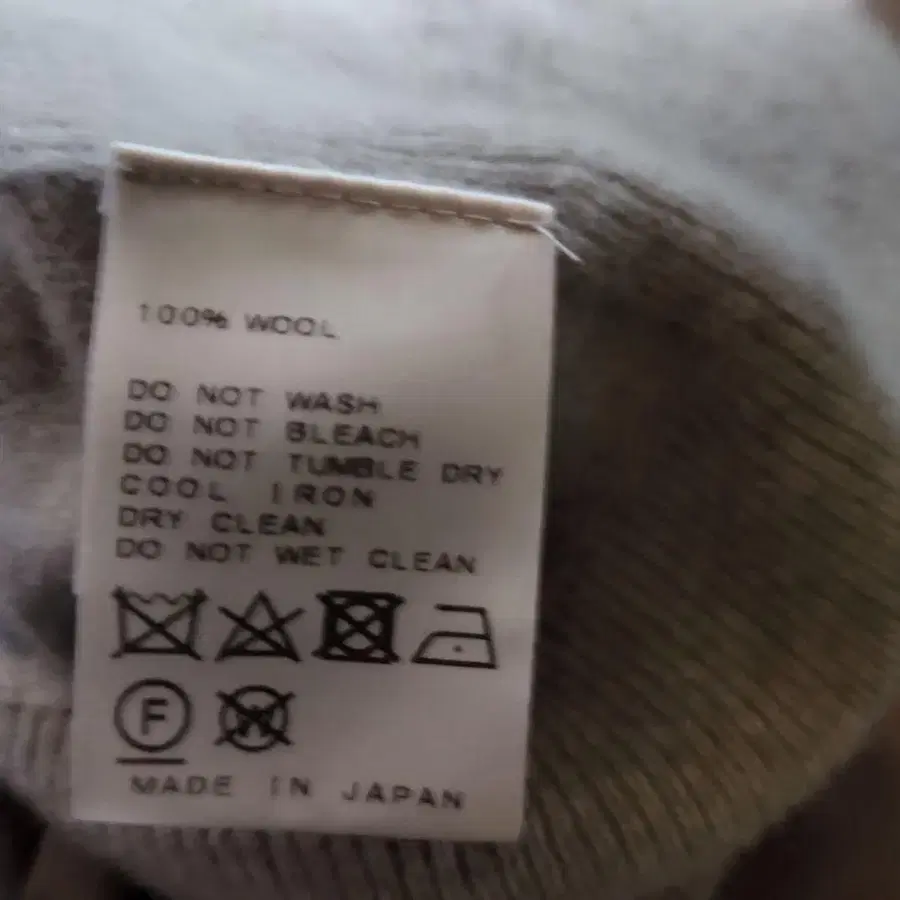 100% WOOL
DO NOT WASH
DO NOT BLEACH
DO NOT TUMBLE DRY
COOL IRON
DRY CLEAN
DO NOT WET CLEAN
F W
MADE IN JAPAN